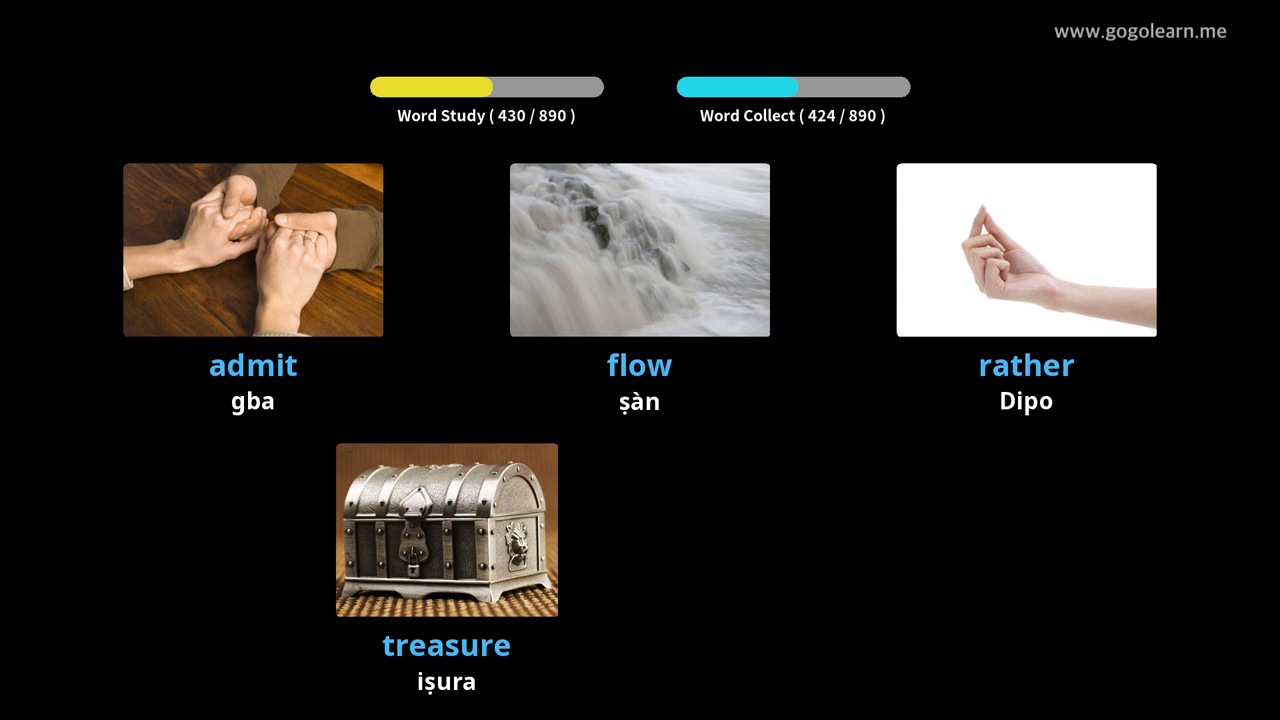 www.gogolearn.me
Word Study ( 430 / 890 )
Word Collect ( 424 / 890 )
admit
gba
flow
ṣàn
rather
Dipo
treasure
iṣura